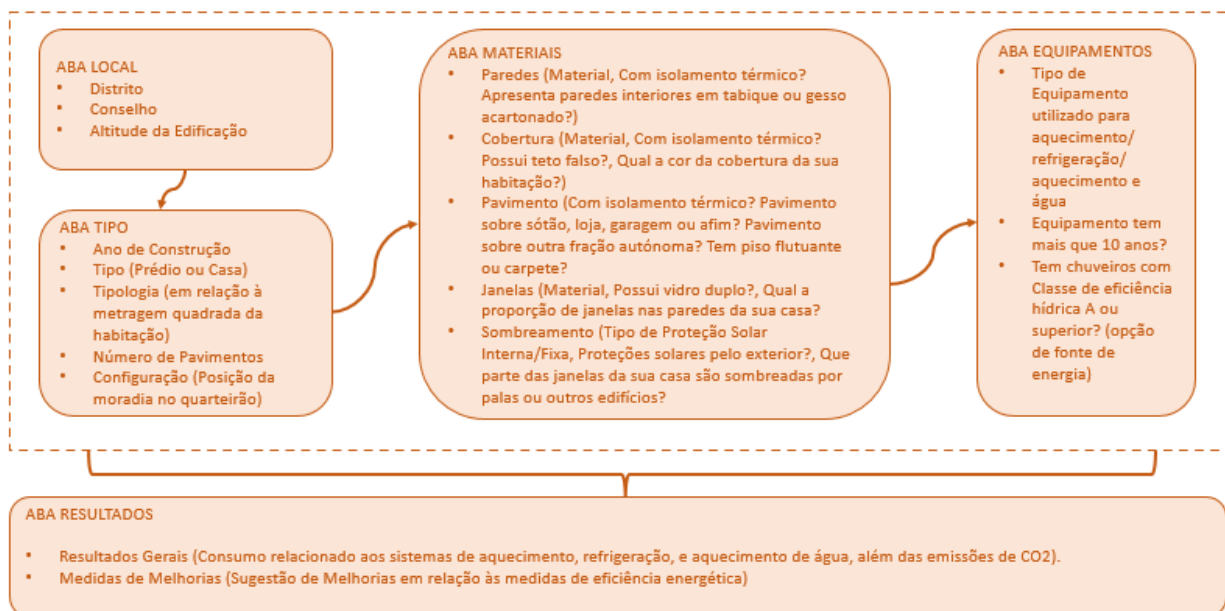 ABA LOCAL
• Distrito
• Conselho
• Altitude da Edificação
ABA TIPO
• Ano de Construção
• Tipo (Prédio ou Casa)
• Tipologia (em relação à
metragem quadrada da
habitação)
• Número de Pavimentos
• Configuração (Posição da
moradia no quarteirão)
ABA MATERIAIS
• Paredes (Material, Com isolamento térmico?
Apresenta paredes interiores em tabique ou gesso
acartonado?)
• Cobertura (Material, Com isolamento térmico?
Possui teto falso?, Qual a cor da cobertura da sua
habitação?)
• Pavimento (Com isolamento térmico? Pavimento
sobre sótão, loja, garagem ou afim? Pavimento
sobre outra fração autónoma? Tem piso flutuante
ou carpete?
• Janelas (Material, Possui vidro duplo?, Qual a
proporção de janelas nas paredes da sua casa?
• Sombreamento (Tipo de Proteção Solar
Interna/Fixa, Proteções solares pelo exterior?, Que
parte das janelas da sua casa são sombreadas por
palas ou outros edifícios?
ABA EQUIPAMENTOS
• Tipo de
Equipamento
utilizado para
aquecimento/
refrigeração/
aquecimento e
água
• Equipamento tem
mais que 10 anos?
• Tem chuveiros com
Classe de eficiência
hídrica A ou
superior? (opção
de fonte de
energia)
ABA RESULTADOS
• Resultados Gerais (Consumo relacionado aos sistemas de aquecimento, refrigeração, e aquecimento de água, além das emissões de CO2).
• Medidas de Melhorias (Sugestão de Melhorias em relação às medidas de eficiência energética)